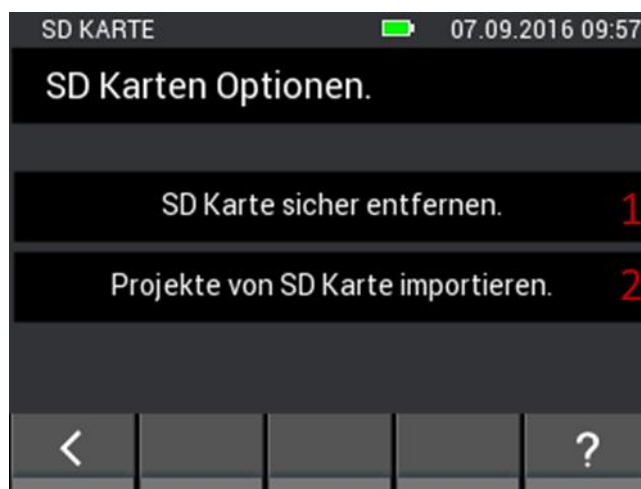 SD KARTE 07.09.2016 09:57
SD Karten Optionen.
SD Karte sicher entfernen. 1
Projekte von SD Karte importieren. 2
< ?